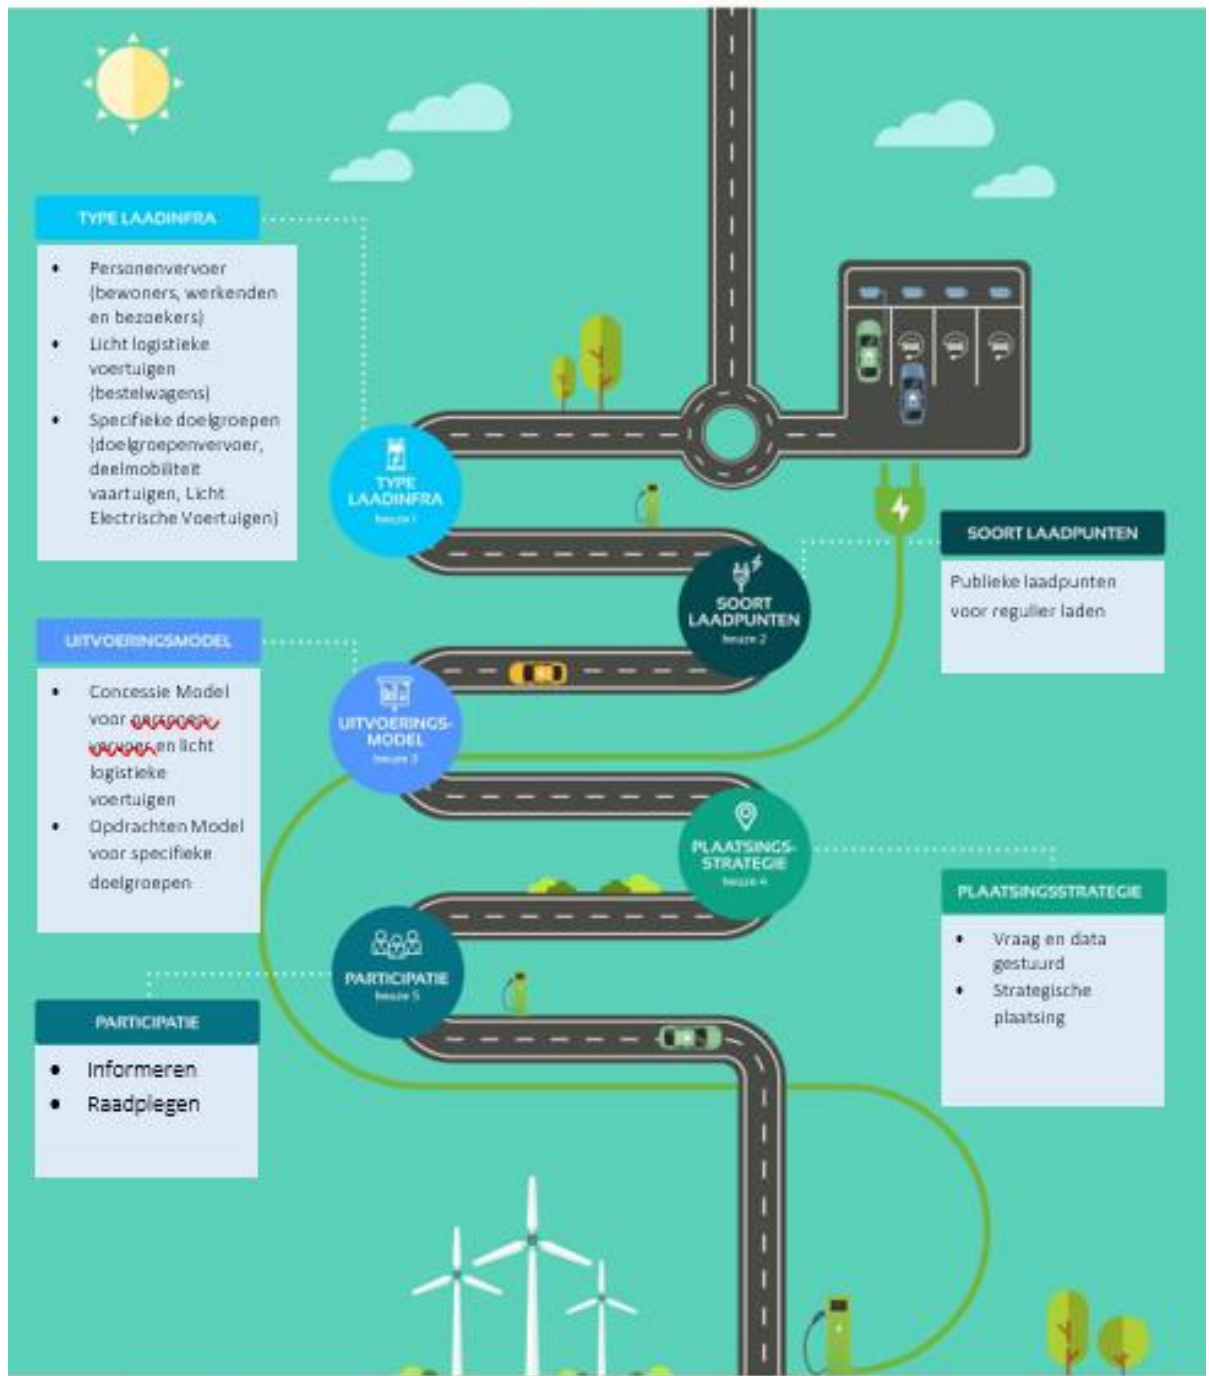 TYPE LAADINFRA
• Personenvervoer
(bewoners, werkenden
en bezoekers)
• Licht logistieke
voertuigen
(bestelwagens)
• Specifieke doelgroepen
(doelgroepenvervoer,
deelmobiliteit
vaartuigen, Licht
Electrische Voertuigen)
TYPE
LAADINFRA
keuze 1
SOORT
LAADPUNTEN
keuze 2
SOORT LAADPUNTEN
Publieke laadpunten
voor regulier laden
UITVOERINGSMODEL
• Concessie Model
voor personen
vervoer en licht
logistieke
voertuigen
• Opdrachten Model
voor specifieke
doelgroepen
UITVOERINGS-
MODEL
keuze 3
PLAATSINGS-
STRATEGIE
keuze 4
PLAATSINGSSTRATEGIE
• Vraag en data
gestuurd
• Strategische
plaatsing
PARTICIPATIE
keuze 5
PARTICIPATIE
• Informeren
• Raadplegen